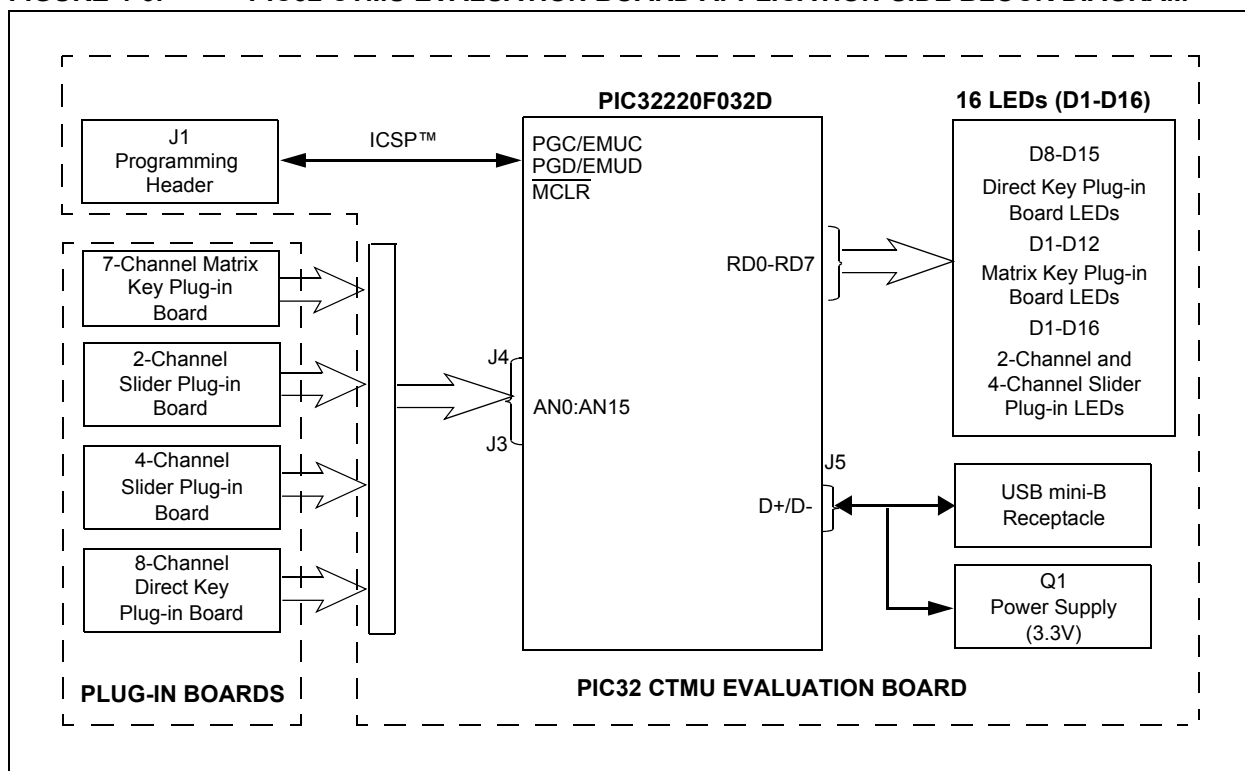 PIC32220F032D
16 LEDs (D1-D16)
J1
Programming
Header
ICSP™
PGC/EMUC
PGD/EMUD
MCLR
D8-D15
Direct Key Plug-in
Board LEDs
D1-D12
Matrix Key Plug-in
Board LEDs
D1-D16
2-Channel and
4-Channel Slider
Plug-in LEDs
RD0-RD7
7-Channel Matrix
Key Plug-in
Board
2-Channel
Slider Plug-in
Board
4-Channel
Slider Plug-in
Board
8-Channel
Direct Key
Plug-in Board
J4
AN0:AN15
J3
J5
D+/D-
USB mini-B
Receptacle
Q1
Power Supply
(3.3V)
PLUG-IN BOARDS
PIC32 CTMU EVALUATION BOARD